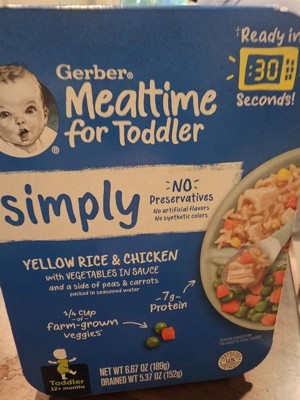 Ready in
:30
Seconds!
Gerber®
Mealtime
for Toddler
simply
NO
Preservatives
No artificial flavors
No synthetic colors
YELLOW RICE & CHICKEN
with VEGETABLES IN SAUCE
and a side of peas & carrots
packed in seasoned water
7g
Protein
1/4 cup
of
farm-grown
veggies
Toddler
12+ months
NET WT 6.67 OZ (189g)
DRAINED WT 5.37 OZ (152g)